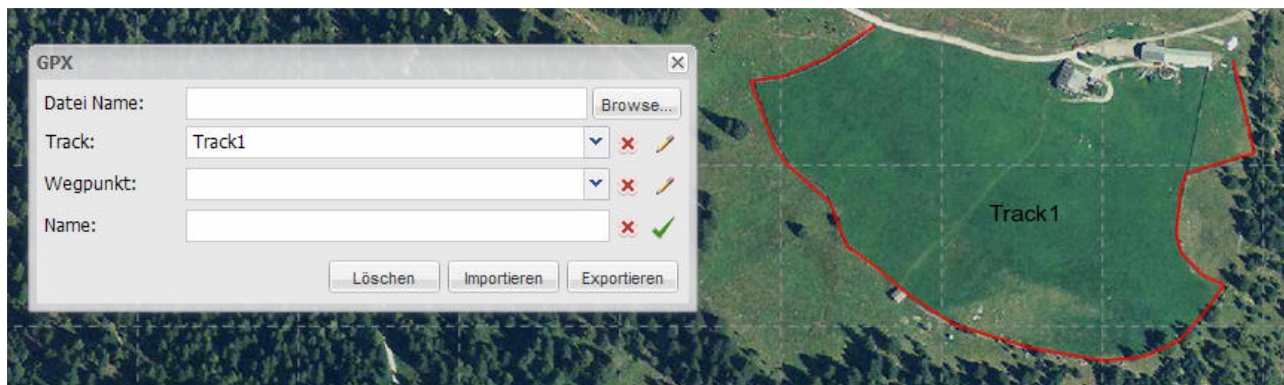 GPX
Datei Name:
Browse...
Track:
Track1
Wegpunkt:
Name:
Löschen
Importieren
Exportieren
Track1